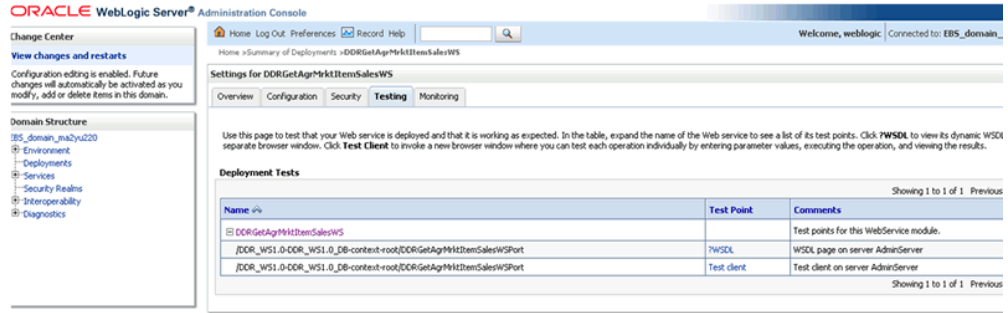 ORACLE WebLogic Server® Administration Console
Change Center
View changes and restarts
Configuration editing is enabled. Future
changes will automatically be activated as you
modify, add or delete items in this domain.
Domain Structure
EBS_domain_ma2yu220
Environment
Deployments
Services
Security Realms
Interoperability
Diagnostics
Home Log Out Preferences Record Help
Welcome, weblogic Connected to: EBS_domain_
Home >Summary of Deployments >DDRGetAgrMrktItemSalesWS
Settings for DDRGetAgrMrktItemSalesWS
Overview Configuration Security Testing Monitoring
Use this page to test that your Web service is deployed and that it is working as expected. In the table, expand the name of the Web service to see a list of its test points. Click ?WSDL to view its dynamic WSDL
separate browser window. Click Test Client to invoke a new browser window where you can test each operation individually by entering parameter values, executing the operation, and viewing the results.
Deployment Tests
Showing 1 to 1 of 1 Previous
Name Test Point Comments
DDRGetAgrMrktItemSalesWS Test points for this WebService module.
/DDR_WS1.0-DDR_WS1.0_DB-context-root/DDRGetAgrMrktItemSalesWSPort ?WSDL WSDL page on server AdminServer
/DDR_WS1.0-DDR_WS1.0_DB-context-root/DDRGetAgrMrktItemSalesWSPort Test client Test client on server AdminServer
Showing 1 to 1 of 1 Previous